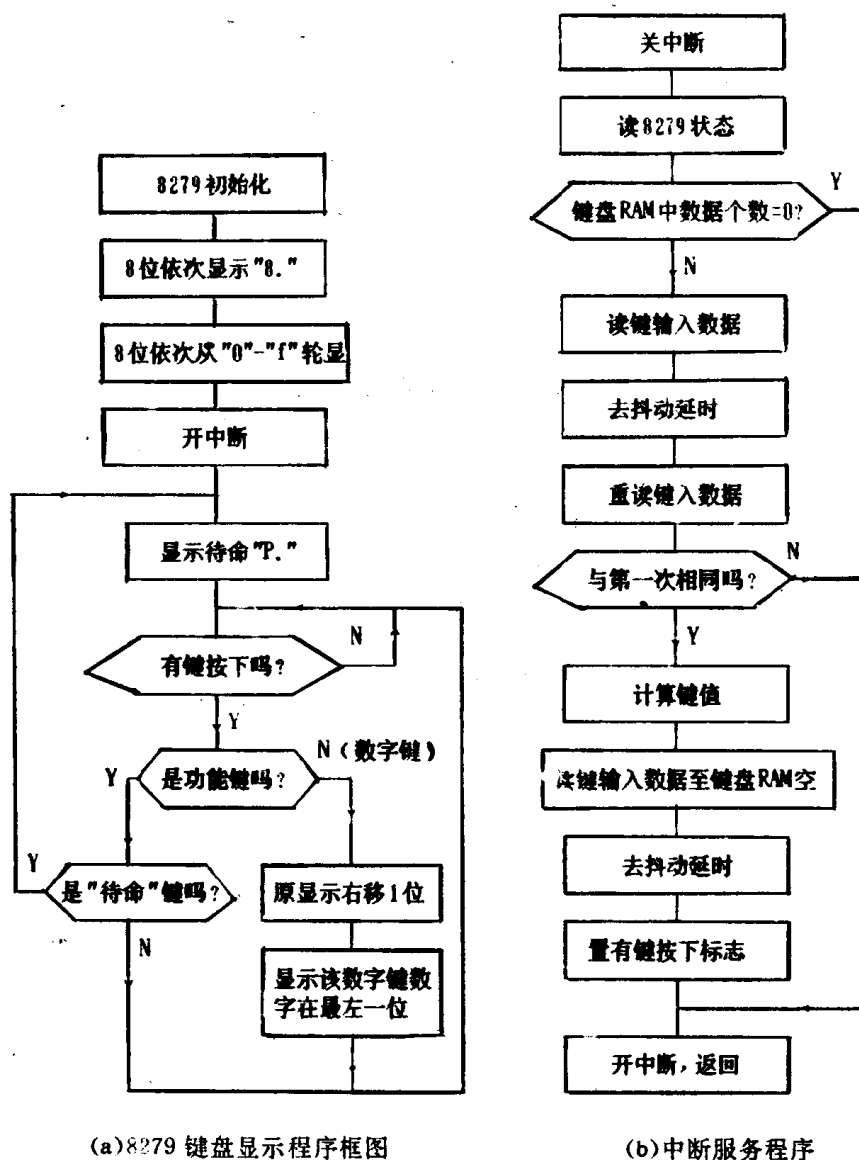 8279初始化
8位依次显示"8."
8位依次从"0"-"f"轮显
开中断
显示待命"P."
有键按下吗?
N
Y
是功能键吗?
Y
N(数字键)
是"待命"键吗?
Y
N
原显示右移1位
显示该数字键数
字在最左一位
(a)8279键盘显示程序框图
关中断
读8279状态
键盘RAM中数据个数=0?
Y
N
读键输入数据
去抖动延时
重读键入数据
与第一次相同吗?
N
Y
计算键值
读键输入数据至键盘RAM空
去抖动延时
置有键按下标志
开中断,返回
(b)中断服务程序